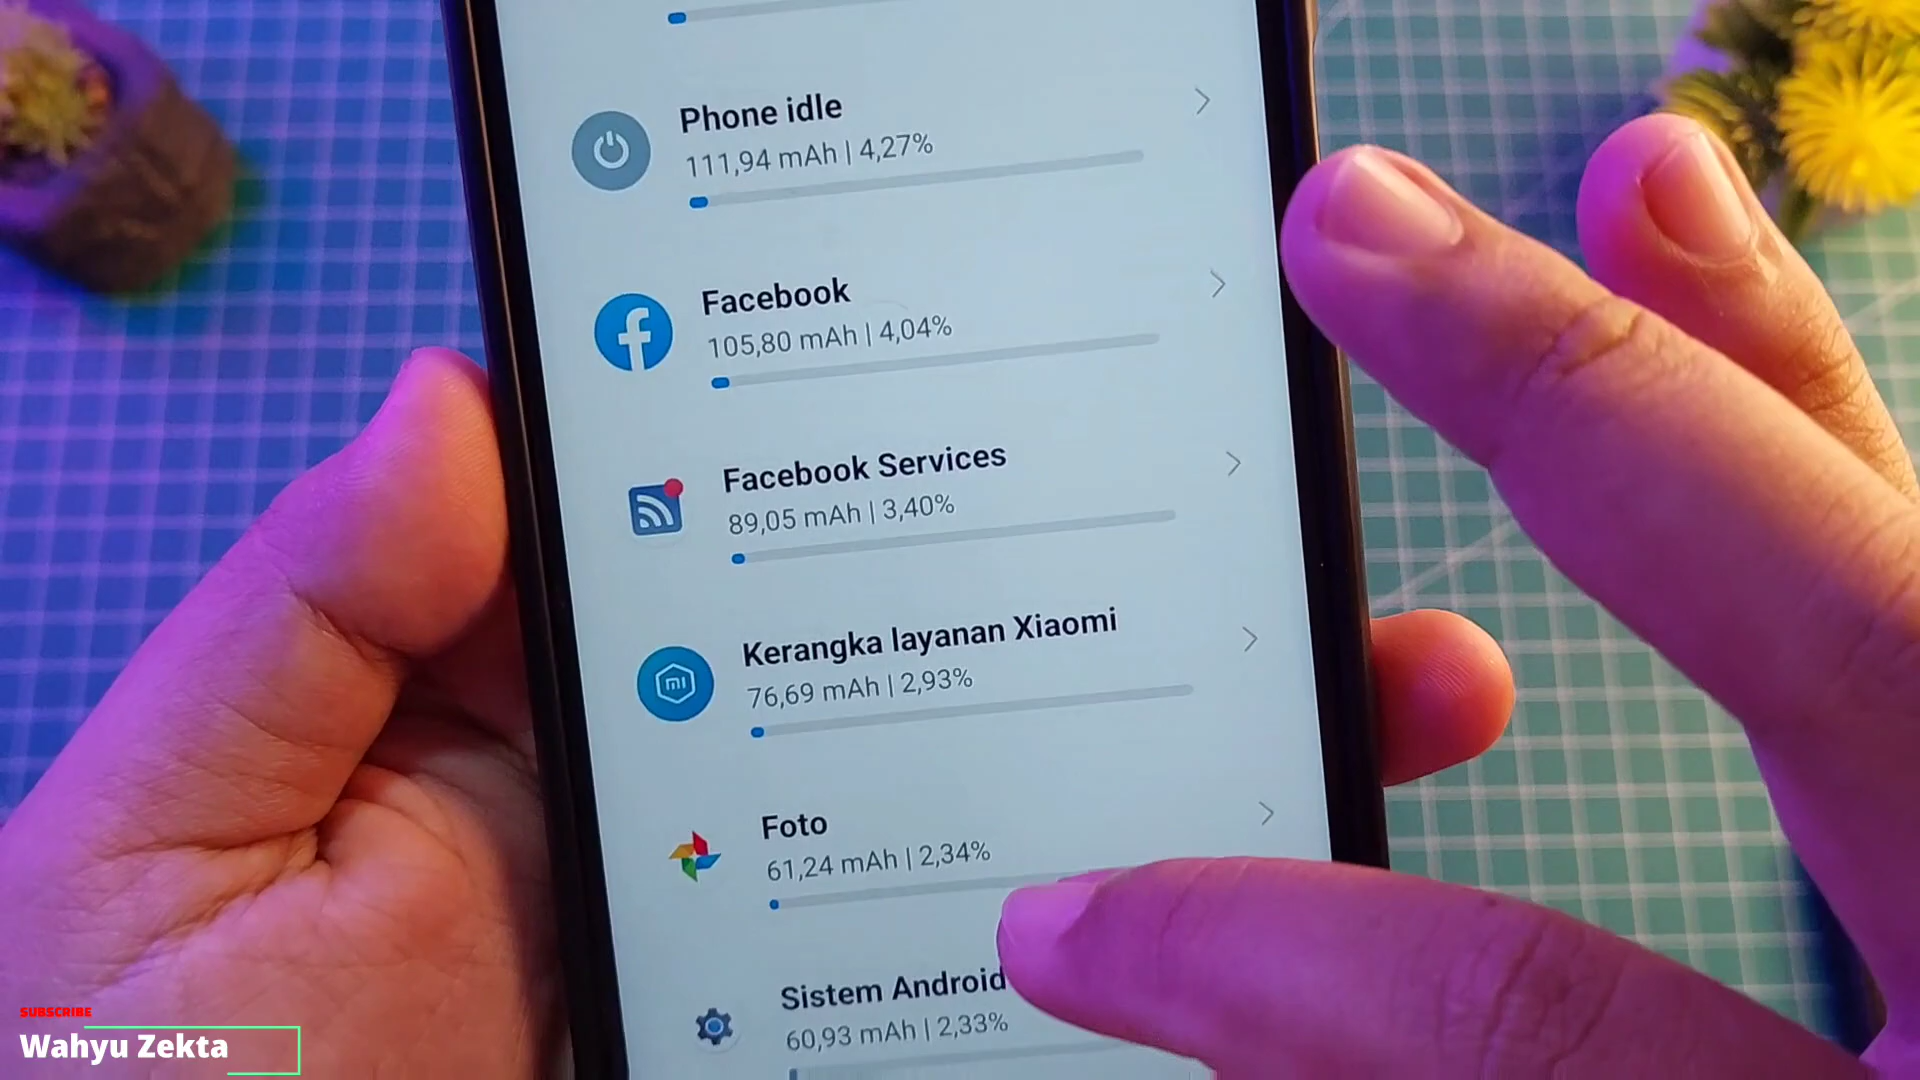 Phone idle
111,94 mAh | 4,27%
Facebook
105,80 mAh | 4,04%
Facebook Services
89,05 mAh | 3,40%
Kerangka layanan Xiaomi
mi
76,69 mAh | 2,93%
Foto
61,24 mAh | 2,34%
Sistem Android
60,93 mAh | 2,33%
SUBSCRIBE
Wahyu Zekta